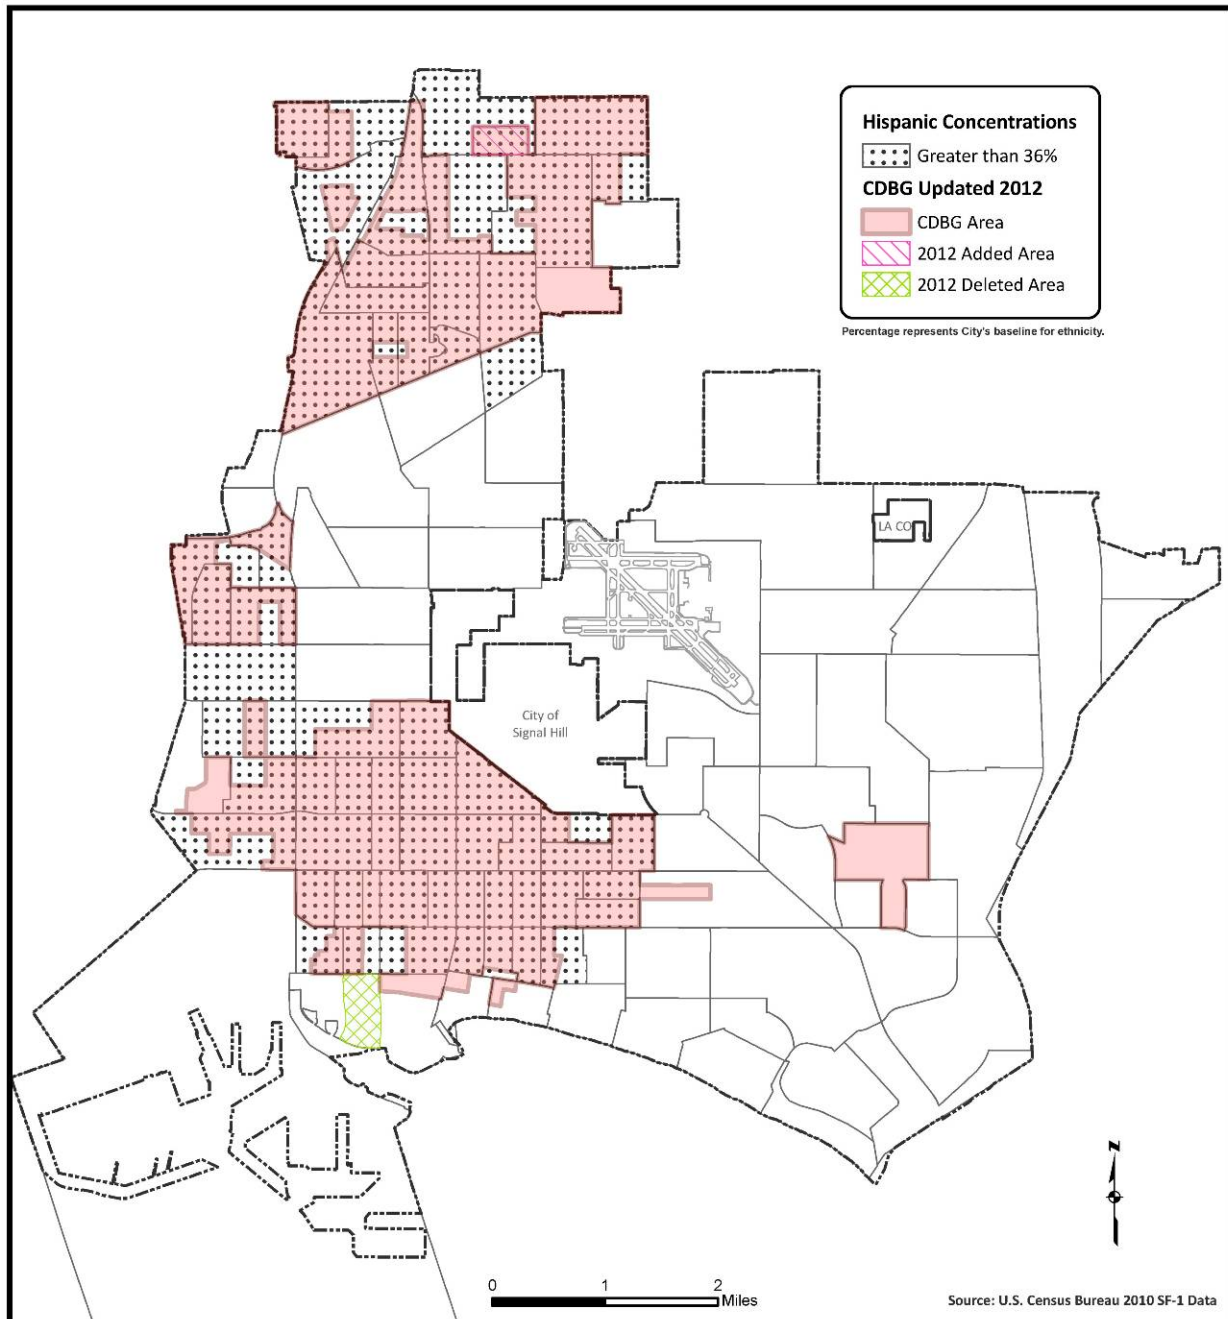 Hispanic Concentrations
Greater than 36%
CDBG Updated 2012
CDBG Area
2012 Added Area
2012 Deleted Area
Percentage represents City's baseline for ethnicity.
LA CO
City of
Signal Hill
N
0 1 2
Miles
Source: U.S. Census Bureau 2010 SF-1 Data